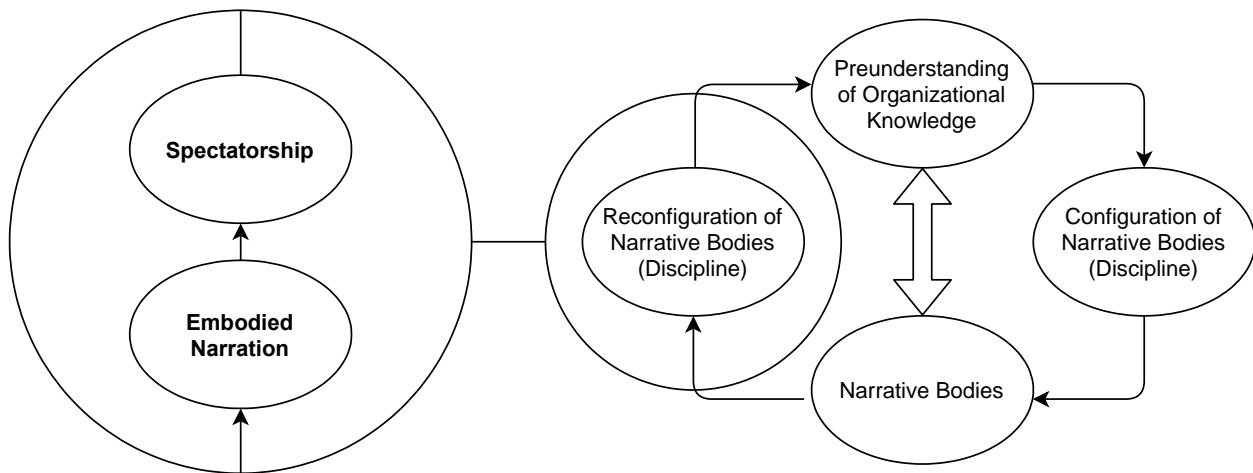 Spectatorship
Embodied
Narration
Reconfiguration of
Narrative Bodies
(Discipline)
Preunderstanding
of Organizational
Knowledge
Configuration of
Narrative Bodies
(Discipline)
Narrative Bodies